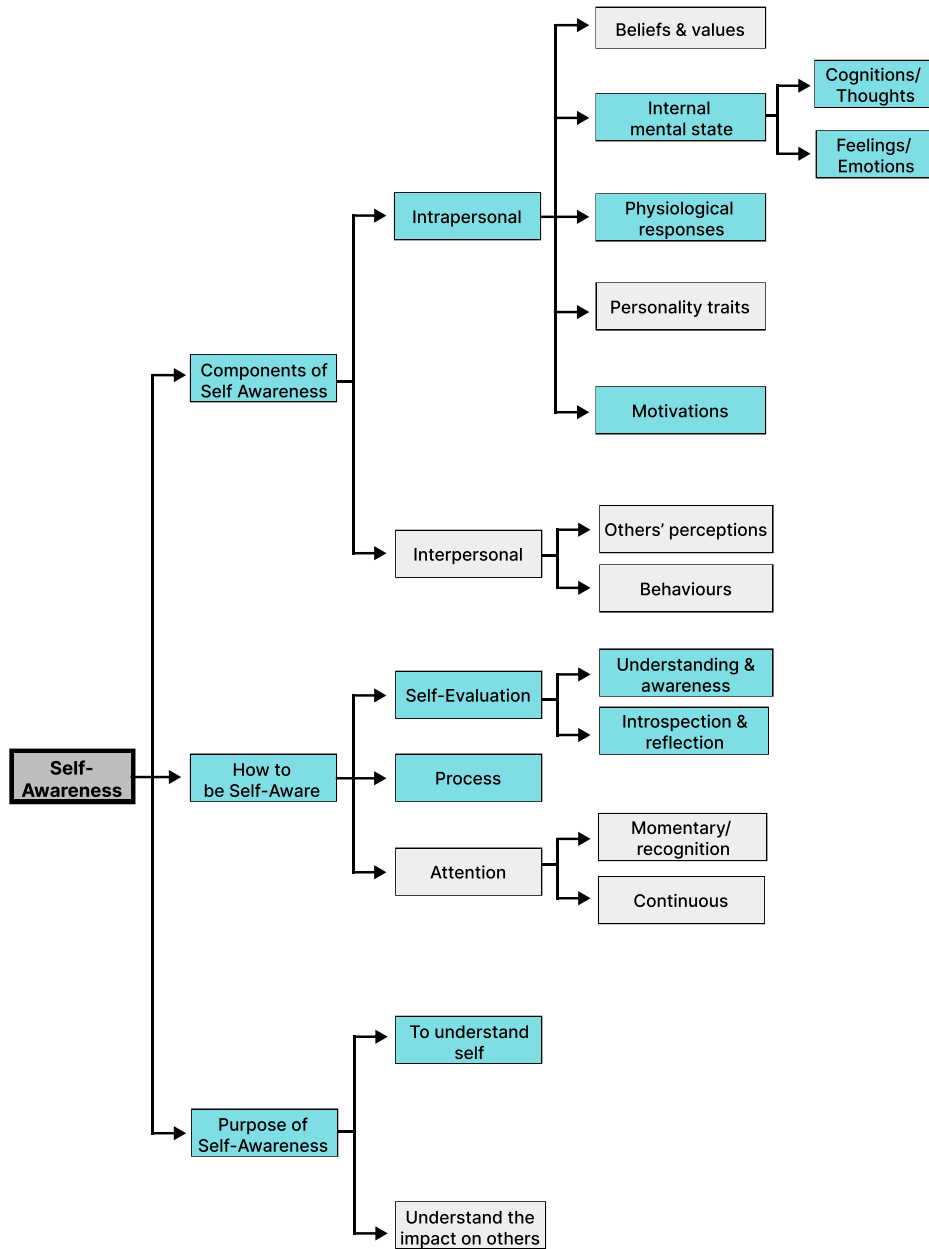 Beliefs & values
Cognitions/
Thoughts
Internal
mental state
Feelings/
Emotions
Intrapersonal
Physiological
responses
Personality traits
Components of
Self Awareness
Motivations
Others’ perceptions
Interpersonal
Behaviours
Understanding &
awareness
Self-Evaluation
Introspection &
reflection
Self-
Awareness
How to
be Self-Aware
Process
Momentary/
recognition
Attention
Continuous
To understand
self
Purpose of
Self-Awareness
Understand the
impact on others